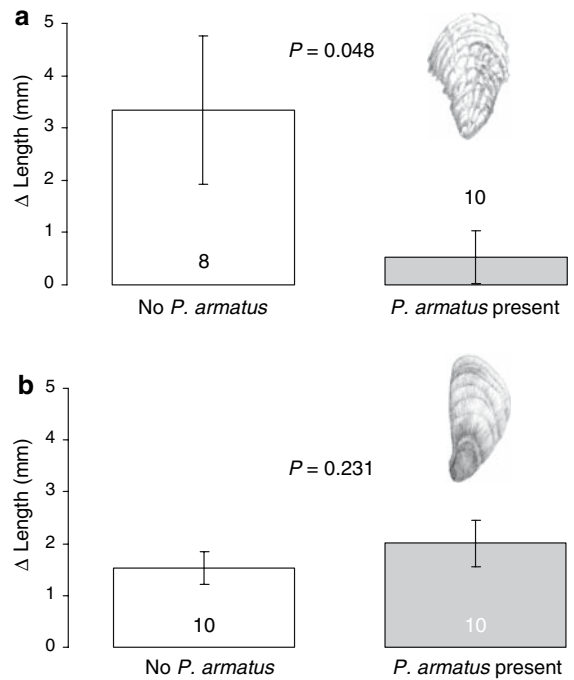 a
Δ Length (mm)
5
4
3
2
1
0
P = 0.048
8
10
No P. armatus
P. armatus present
b
Δ Length (mm)
5
4
3
2
1
0
P = 0.231
10
10
No P. armatus
P. armatus present